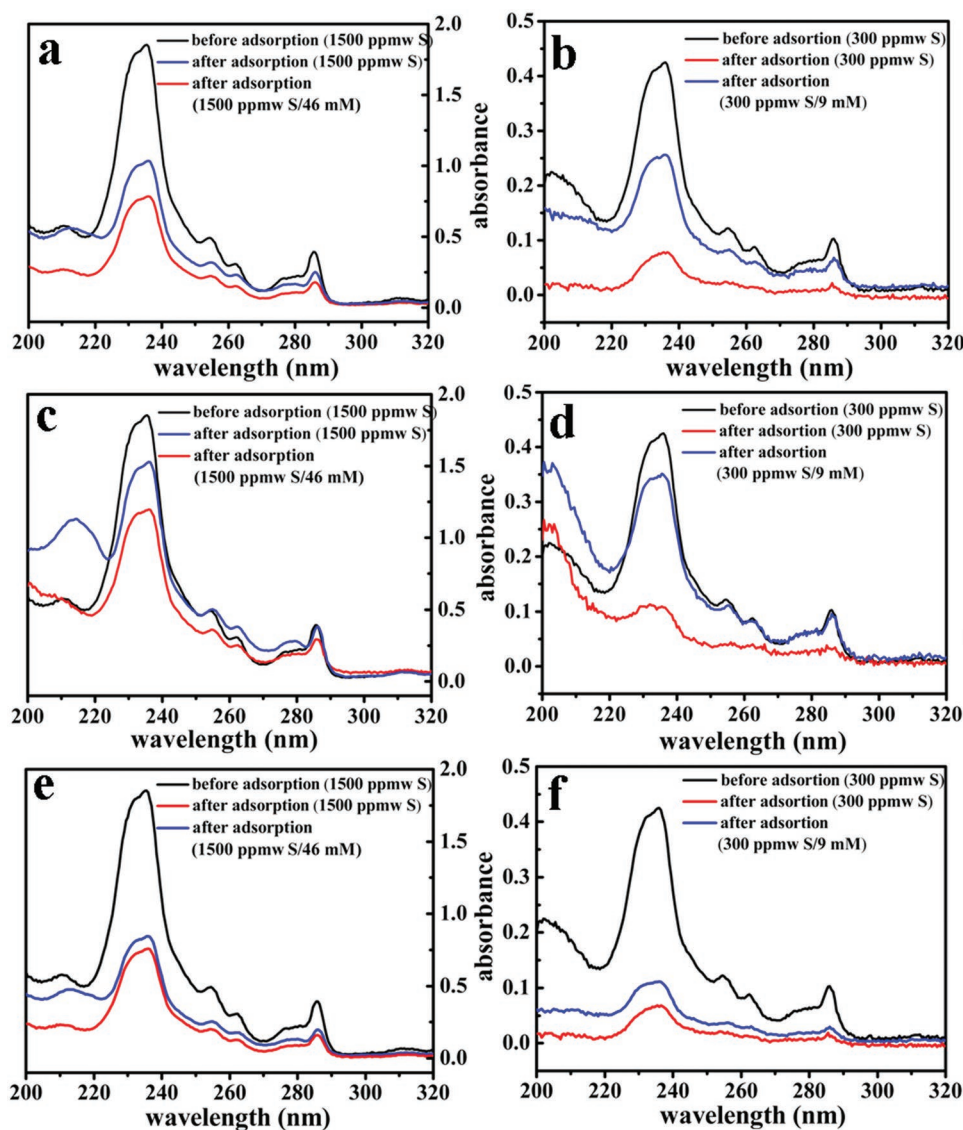 a
before adsorption (1500 ppmw S)
after adsorption (1500 ppmw S)
after adsorption
(1500 ppmw S/46 mM)
2.0
1.5
1.0
0.5
0.0
200 220 240 260 280 300 320
wavelength (nm)
absorbance
b
before adsortion (300 ppmw S)
after adsortion (300 ppmw S)
after adsortion
(300 ppmw S/9 mM)
0.5
0.4
0.3
0.2
0.1
0.0
200 220 240 260 280 300 320
wavelength (nm)
c
before adsorption (1500 ppmw S)
after adsorption (1500 ppmw S)
after adsorption
(1500 ppmw S/46 mM)
2.0
1.5
1.0
0.5
0.0
200 220 240 260 280 300 320
wavelength (nm)
absorbance
d
before adsortion (300 ppmw S)
after adsortion (300 ppmw S)
after adsortion
(300 ppmw S/9 mM)
0.5
0.4
0.3
0.2
0.1
0.0
200 220 240 260 280 300 320
wavelength (nm)
e
before adsorption (1500 ppmw S)
after adsorption (1500 ppmw S)
after adsorption
(1500 ppmw S/46 mM)
2.0
1.5
1.0
0.5
0.0
200 220 240 260 280 300 320
wavelength (nm)
absorbance
f
before adsortion (300 ppmw S)
after adsortion (300 ppmw S)
after adsortion
(300 ppmw S/9 mM)
0.5
0.4
0.3
0.2
0.1
0.0
200 220 240 260 280 300 320
wavelength (nm)